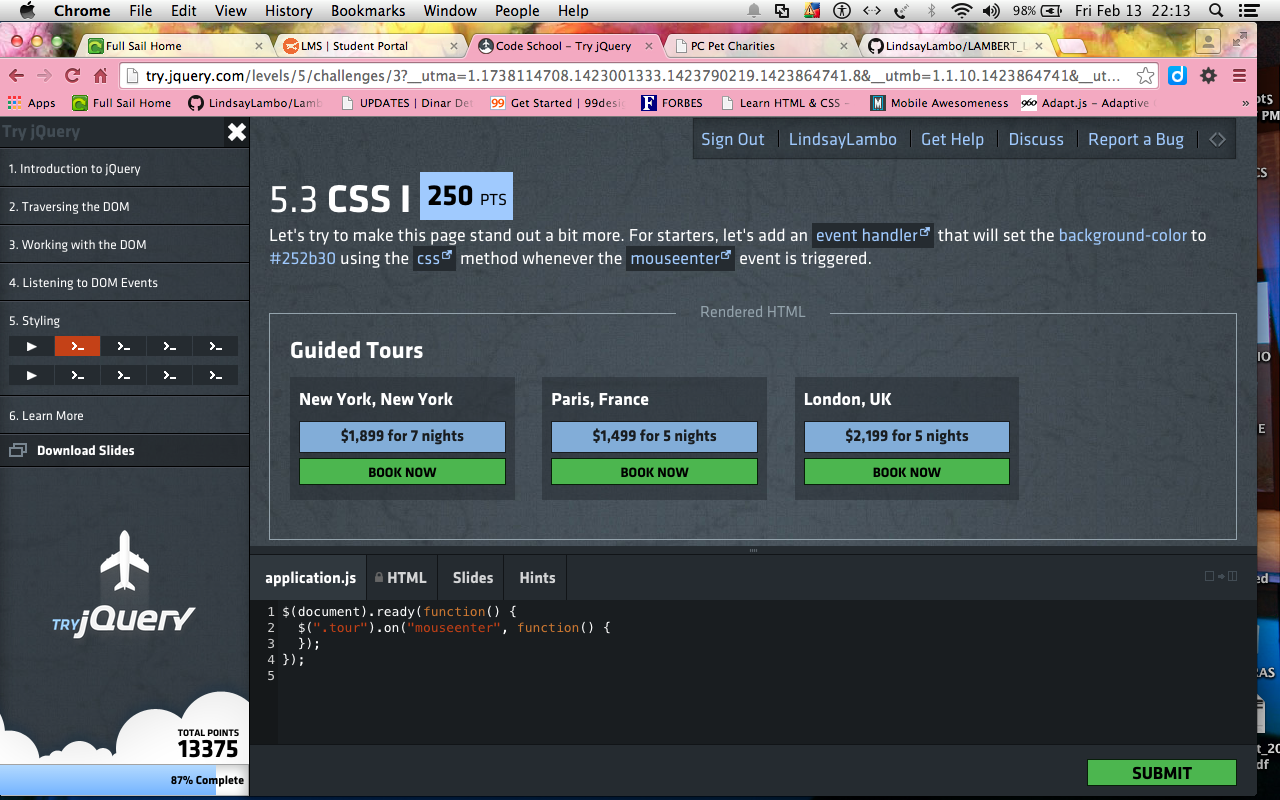 Chrome File Edit View History Bookmarks Window People Help 98% Fri Feb 13 22:13
Full Sail Home LMS | Student Portal Code School - Try jQuery PC Pet Charities LindsayLambo/LAMBERT_L
try.jquery.com/levels/5/challenges/3?__utma=1.1738114708.1423001333.1423790219.1423864741.8&__utmb=1.1.10.1423864741&__ut...
Apps Full Sail Home LindsayLambo/Lamb UPDATES | Dinar Det 99 Get Started | 99desi F FORBES Learn HTML & CSS - M Mobile Awesomeness 960 Adapt.js - Adaptive »
Try jQuery
Sign Out LindsayLambo Get Help Discuss Report a Bug
1. Introduction to jQuery
2. Traversing the DOM
3. Working with the DOM
4. Listening to DOM Events
5. Styling
6. Learn More
Download Slides
TRY jQuery
TOTAL POINTS
13375
87% Complete
5.3 CSS I 250 PTS
Let's try to make this page stand out a bit more. For starters, let's add an event handler that will set the background-color to
#252b30 using the css method whenever the mouseenter event is triggered.
Rendered HTML
Guided Tours
New York, New York
$1,899 for 7 nights
BOOK NOW
Paris, France
$1,499 for 5 nights
BOOK NOW
London, UK
$2,199 for 5 nights
BOOK NOW
application.js HTML Slides Hints
1 $(document).ready(function() {
2 $(".tour").on("mouseenter", function() {
3 });
4 });
5
SUBMIT